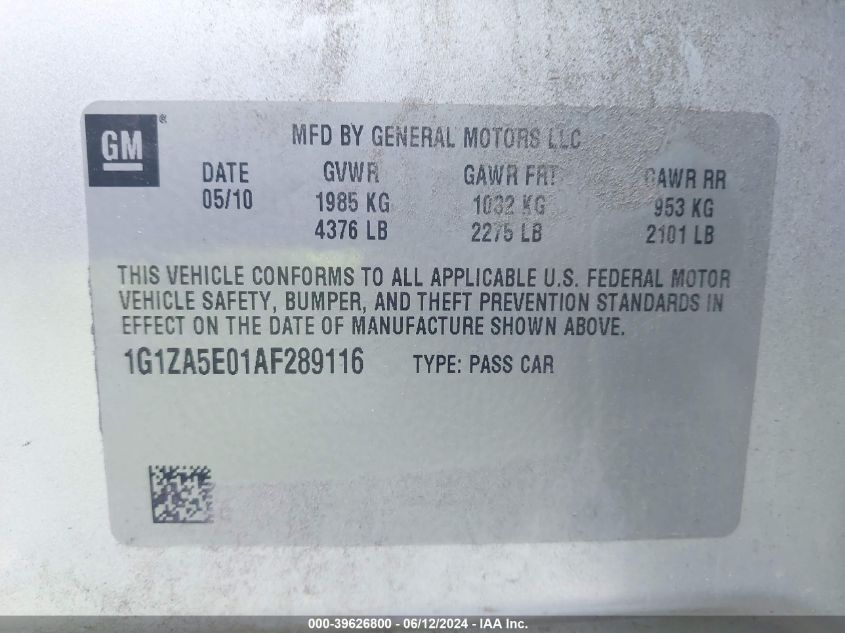 GM®
MFD BY GENERAL MOTORS LLC
DATE GVWR GAWR FRT GAWR RR
05/10 1985 KG 1032 KG 953 KG
4376 LB 2275 LB 2101 LB
THIS VEHICLE CONFORMS TO ALL APPLICABLE U.S. FEDERAL MOTOR
VEHICLE SAFETY, BUMPER, AND THEFT PREVENTION STANDARDS IN
EFFECT ON THE DATE OF MANUFACTURE SHOWN ABOVE.
1G1ZA5E01AF289116 TYPE: PASS CAR
000-39626800 - 06/12/2024 - IAA Inc.